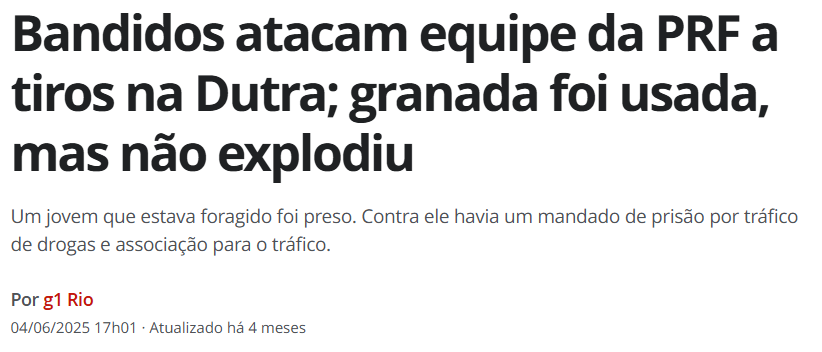 Bandidos atacam equipe da PRF a
tiros na Dutra; granada foi usada,
mas não explodiu
Um jovem que estava foragido foi preso. Contra ele havia um mandado de prisão por tráfico
de drogas e associação para o tráfico.
Por g1 Rio
04/06/2025 17h01 · Atualizado há 4 meses